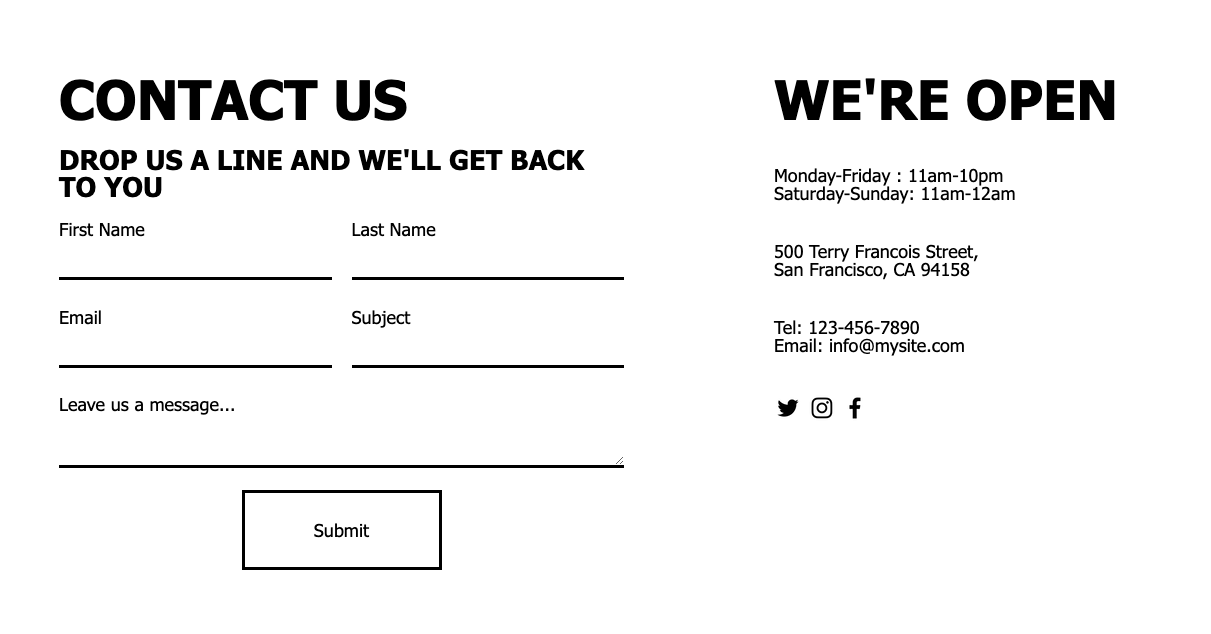 CONTACT US
DROP US A LINE AND WE'LL GET BACK
TO YOU
First Name
Last Name
Email
Subject
Leave us a message...
Submit
WE'RE OPEN
Monday-Friday : 11am-10pm
Saturday-Sunday: 11am-12am
500 Terry Francois Street,
San Francisco, CA 94158
Tel: 123-456-7890
Email: info@mysite.com